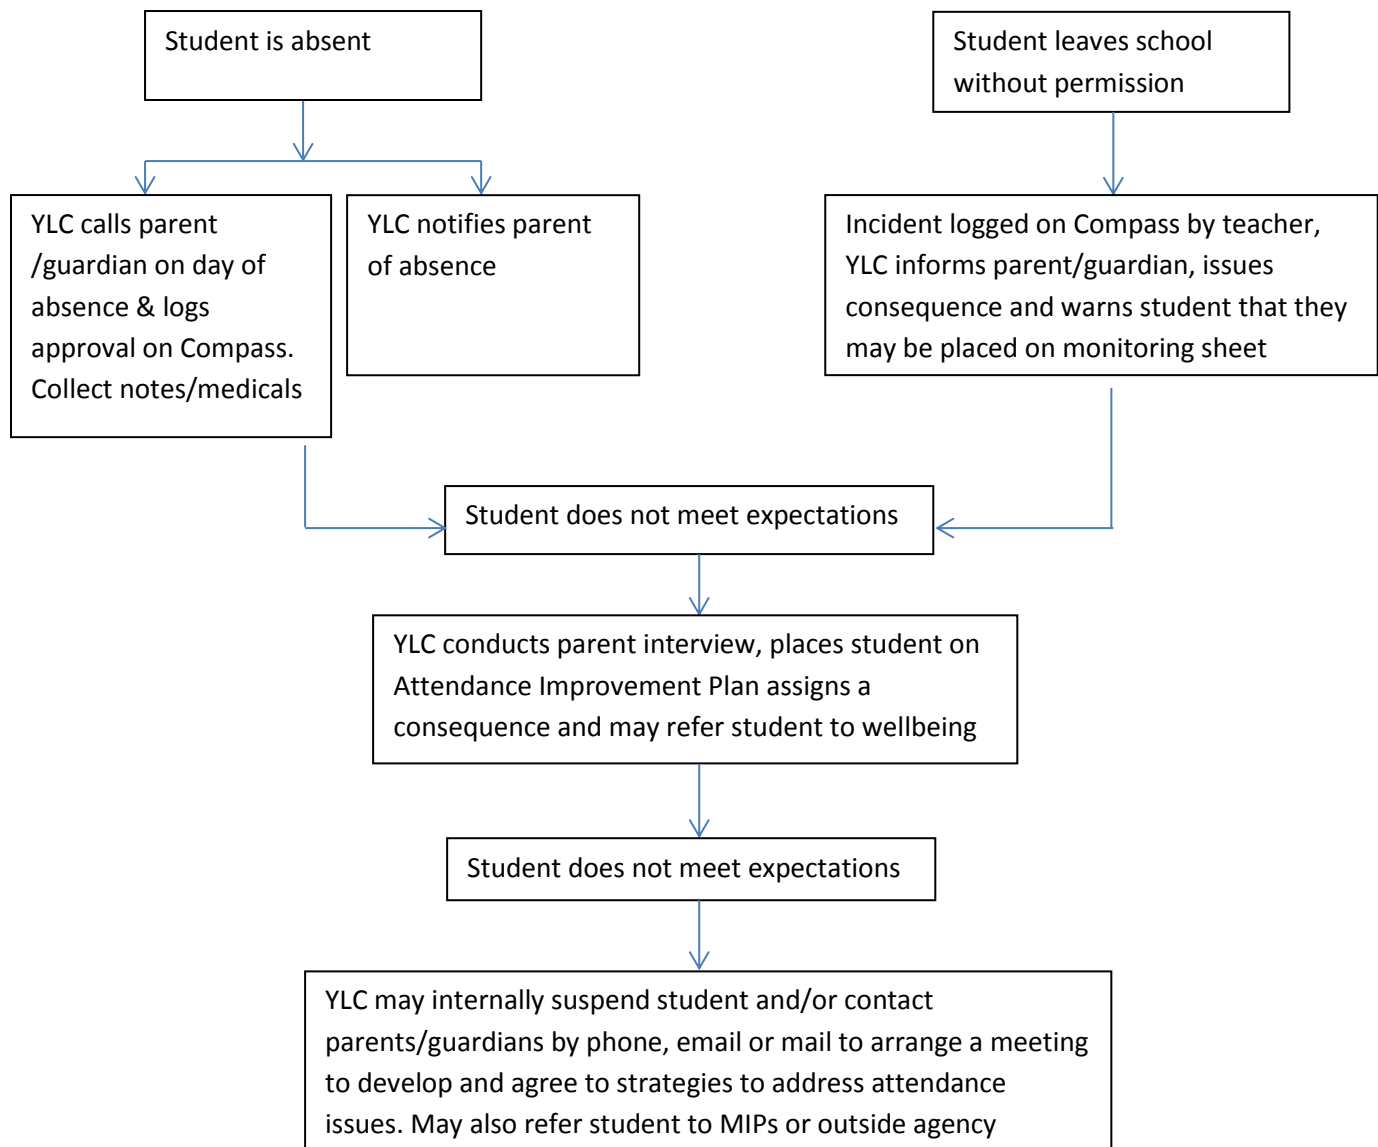 Student is absent
Student leaves school
without permission
YLC calls parent
/guardian on day of
absence & logs
approval on Compass.
Collect notes/medicals
YLC notifies parent
of absence
Incident logged on Compass by teacher,
YLC informs parent/guardian, issues
consequence and warns student that they
may be placed on monitoring sheet
Student does not meet expectations
YLC conducts parent interview, places student on
Attendance Improvement Plan assigns a
consequence and may refer student to wellbeing
Student does not meet expectations
YLC may internally suspend student and/or contact
parents/guardians by phone, email or mail to arrange a meeting
to develop and agree to strategies to address attendance
issues. May also refer student to MIPs or outside agency